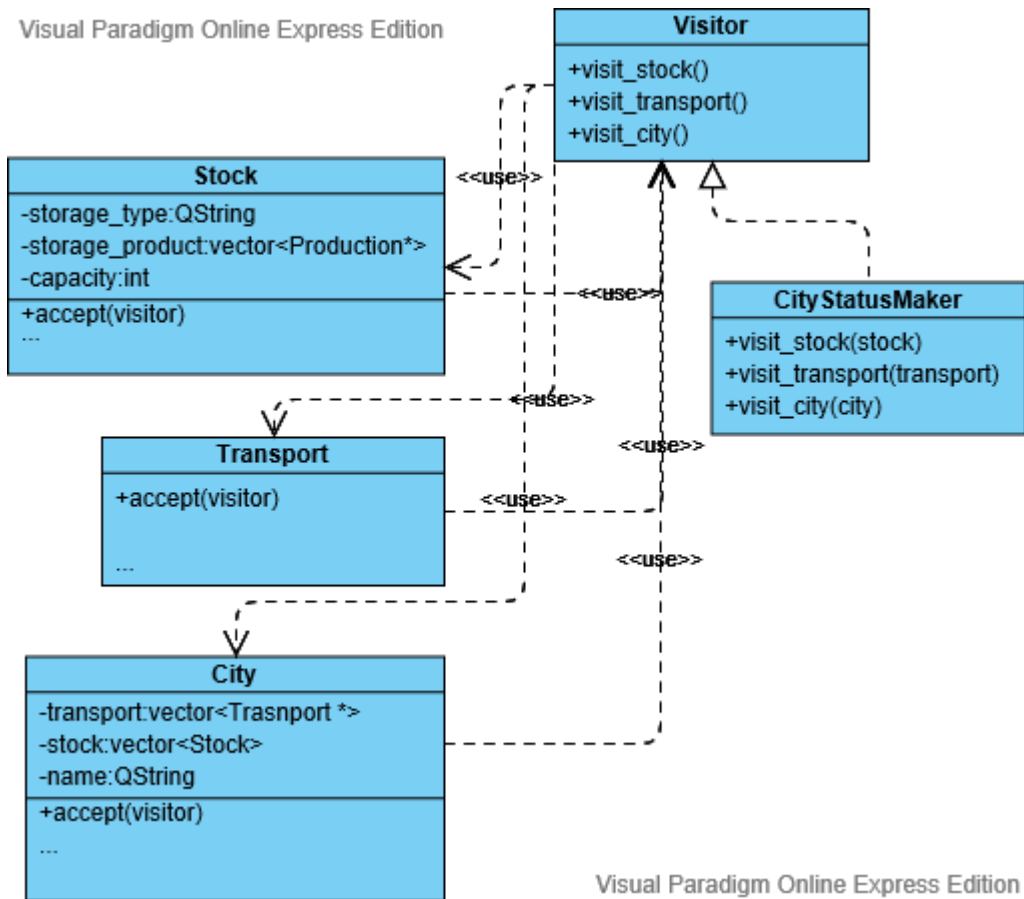 Visual Paradigm Online Express Edition
Visitor
+visit_stock()
+visit_transport()
+visit_city()
<<use>>
Stock
-storage_type:QString
-storage_product:vector<Production*>
-capacity:int
+accept(visitor)
...
<<use>>
CityStatusMaker
+visit_stock(stock)
+visit_transport(transport)
+visit_city(city)
<<use>>
<<use>>
Transport
+accept(visitor)
...
<<use>>
<<use>>
City
-transport:vector<Trasnport *>
-stock:vector<Stock>
-name:QString
+accept(visitor)
...
Visual Paradigm Online Express Edition